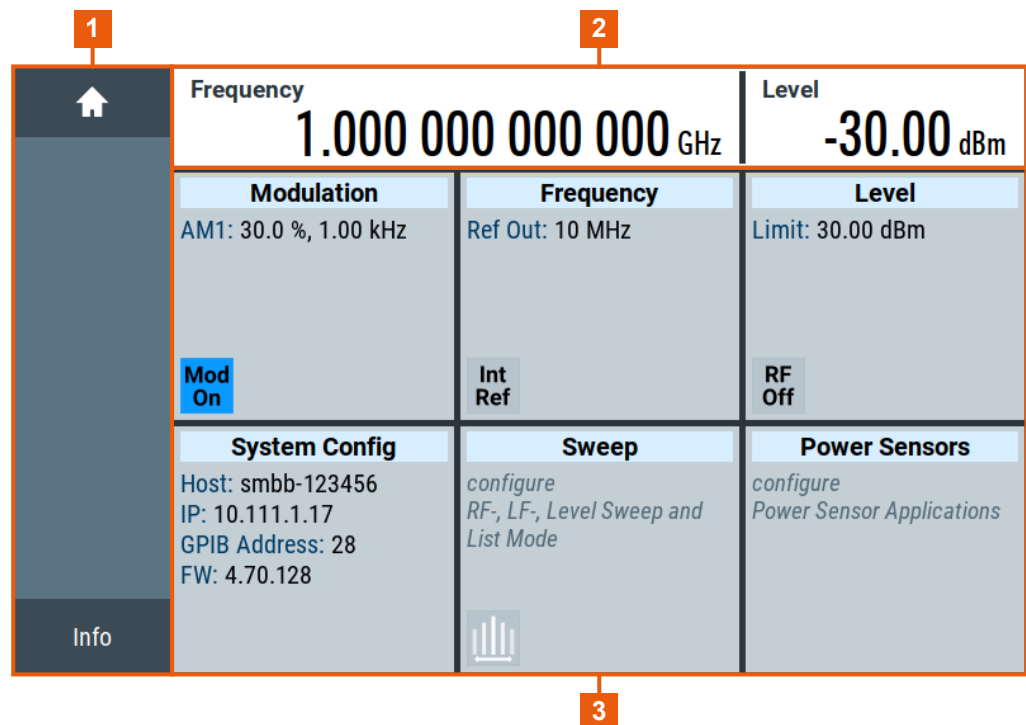 1
2
Frequency
1.000 000 000 000 GHz
Level
-30.00 dBm
Modulation
AM1: 30.0 %, 1.00 kHz
Mod
On
Frequency
Ref Out: 10 MHz
Int
Ref
Level
Limit: 30.00 dBm
RF
Off
System Config
Host: smbb-123456
IP: 10.111.1.17
GPIB Address: 28
FW: 4.70.128
Sweep
configure
RF-, LF-, Level Sweep and
List Mode
Power Sensors
configure
Power Sensor Applications
Info
3